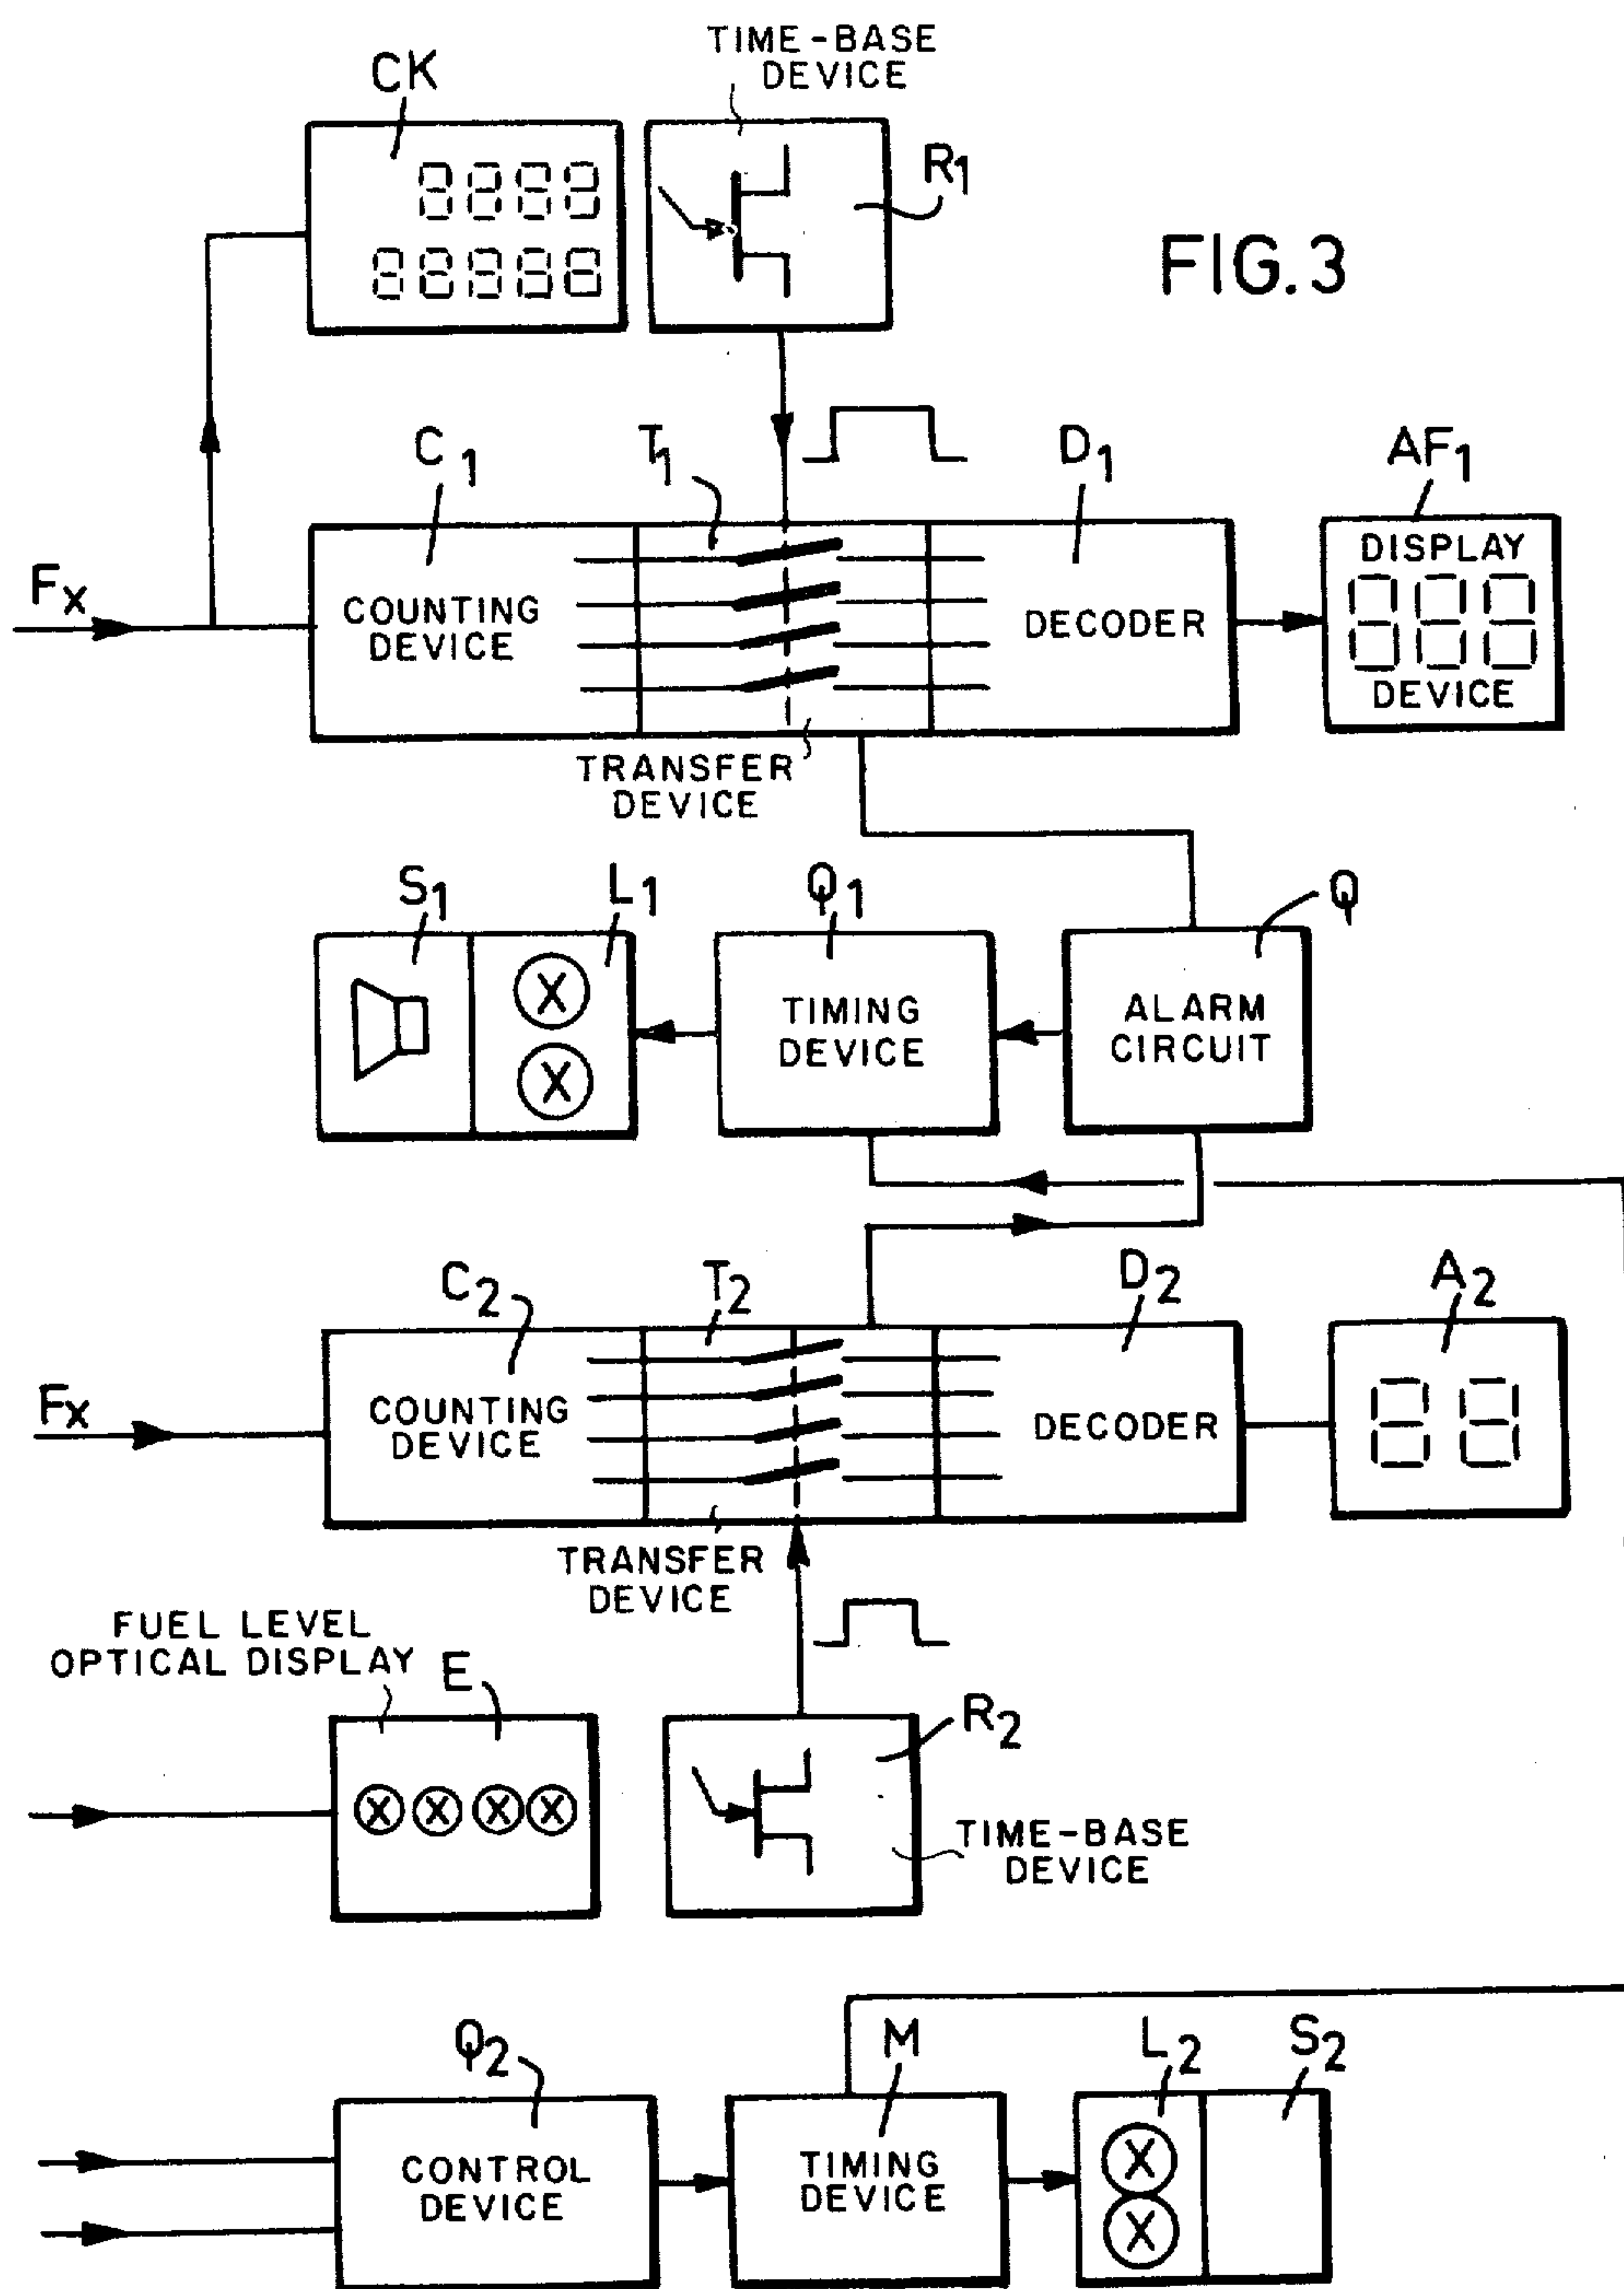 TIME-BASE
DEVICE
CK
R1
FIG.3
C1
T1
D1
AF1
Fx
COUNTING
DEVICE
DECODER
DISPLAY
DEVICE
TRANSFER
DEVICE
S1
L1
Q1
Q
TIMING
DEVICE
ALARM
CIRCUIT
C2
T2
D2
A2
Fx
COUNTING
DEVICE
DECODER
TRANSFER
DEVICE
FUEL LEVEL
OPTICAL DISPLAY
E
R2
TIME-BASE
DEVICE
Q2
M
L2
S2
CONTROL
DEVICE
TIMING
DEVICE